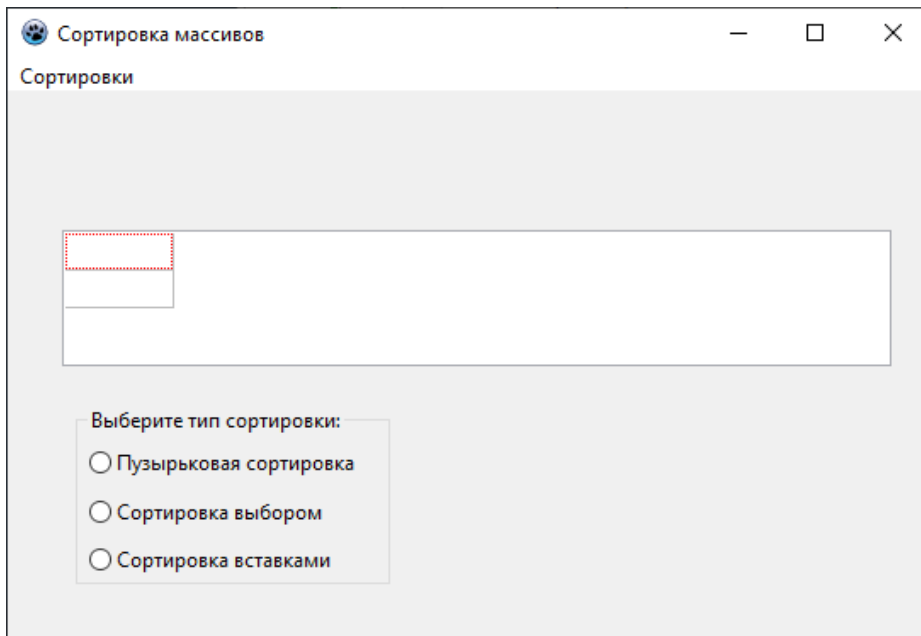 Сортировка массивов
Сортировки
Выберите тип сортировки:
Пузырьковая сортировка
Сортировка выбором
Сортировка вставками